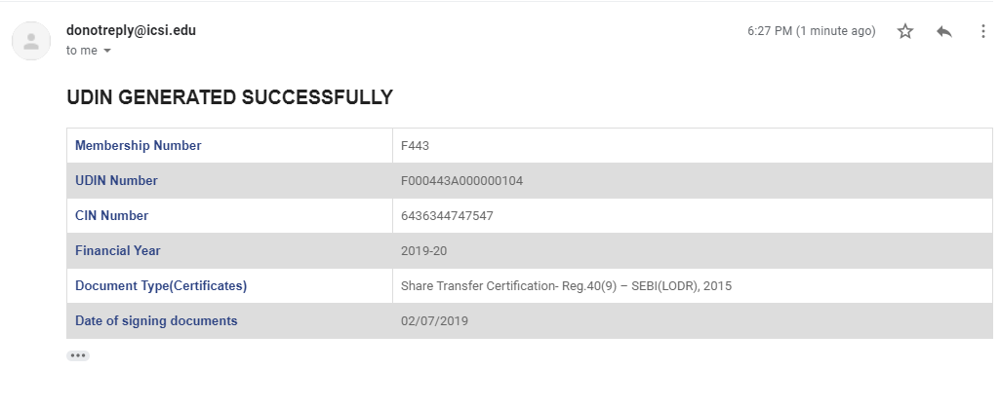 donotreply@icsi.edu
6:27 PM (1 minute ago)
to me
UDIN GENERATED SUCCESSFULLY
Membership Number F443
UDIN Number F000443A000000104
CIN Number 6436344747547
Financial Year 2019-20
Document Type(Certificates) Share Transfer Certification- Reg.40(9) – SEBI(LODR), 2015
Date of signing documents 02/07/2019